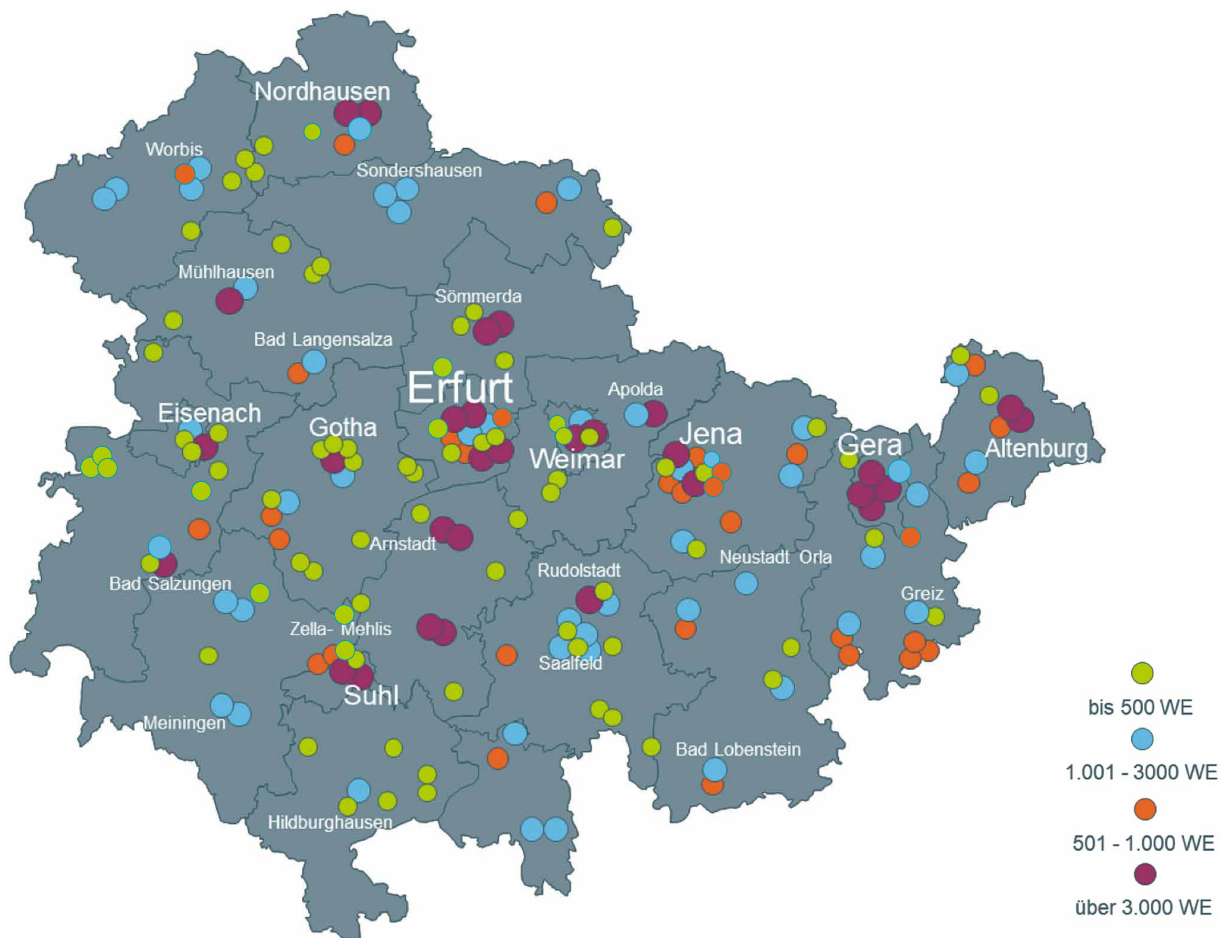 Nordhausen
Worbis
Sondershausen
Mühlhausen
Sömmerda
Bad Langensalza
Erfurt
Apolda
Eisenach
Gotha
Jena
Gera
Weimar
Altenburg
Arnstadt
Neustadt Orla
Rudolstadt
Bad Salzungen
Greiz
Zella- Mehlis
Saalfeld
Suhl
Meiningen
bis 500 WE
Bad Lobenstein
1.001 - 3000 WE
Hildburghausen
501 - 1.000 WE
über 3.000 WE